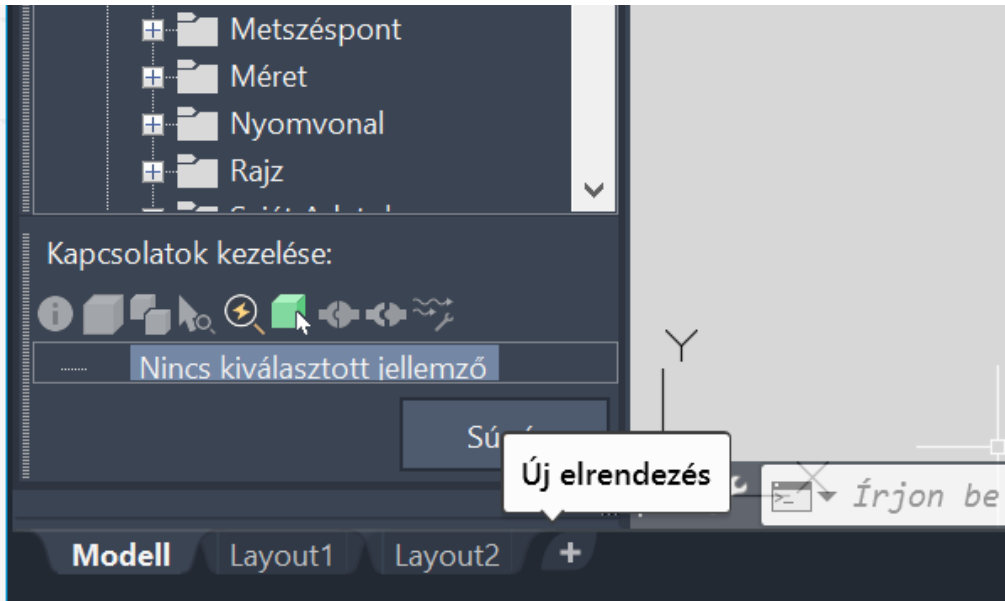 Metszéspont
Méret
Nyomvonal
Rajz
Kapcsolatok kezelése:
Nincs kiválasztott jellemző
Új elrendezés
Y
Írjon be
Modell Layout1 Layout2 +